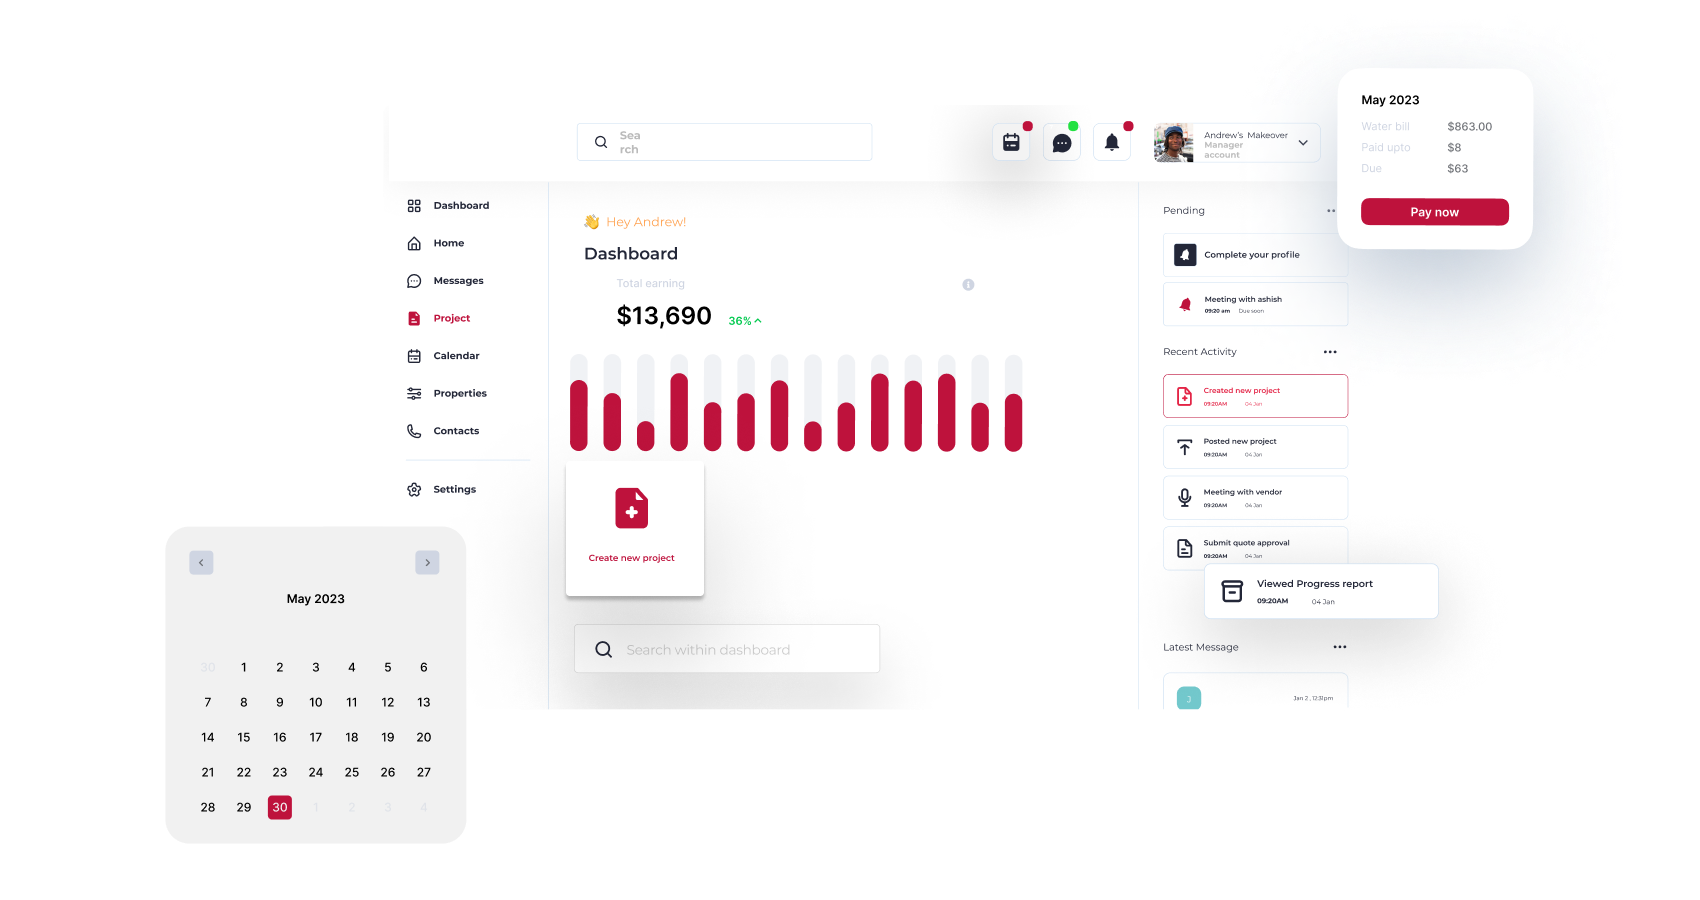 Sea
rch
Andrew's Makeover
Manager
account
May 2023
Water bill $863.00
Paid upto $8
Due $63
Pay now
Dashboard
Home
Messages
Project
Calendar
Properties
Contacts
Settings
👋 Hey Andrew!
Dashboard
Total earning
$13,690 36%
Create new project
Search within dashboard
Pending
Complete your profile
Meeting with ashish
09:20 am Due soon
Recent Activity
Created new project
09:20AM 04 Jan
Posted new project
09:20AM 04 Jan
Meeting with vendor
09:20AM 04 Jan
Submit quote approval
09:20AM 04 Jan
Viewed Progress report
09:20AM 04 Jan
Latest Message
J
Jan 2, 12:31pm
May 2023
30 1 2 3 4 5 6
7 8 9 10 11 12 13
14 15 16 17 18 19 20
21 22 23 24 25 26 27
28 29 30 1 2 3 4